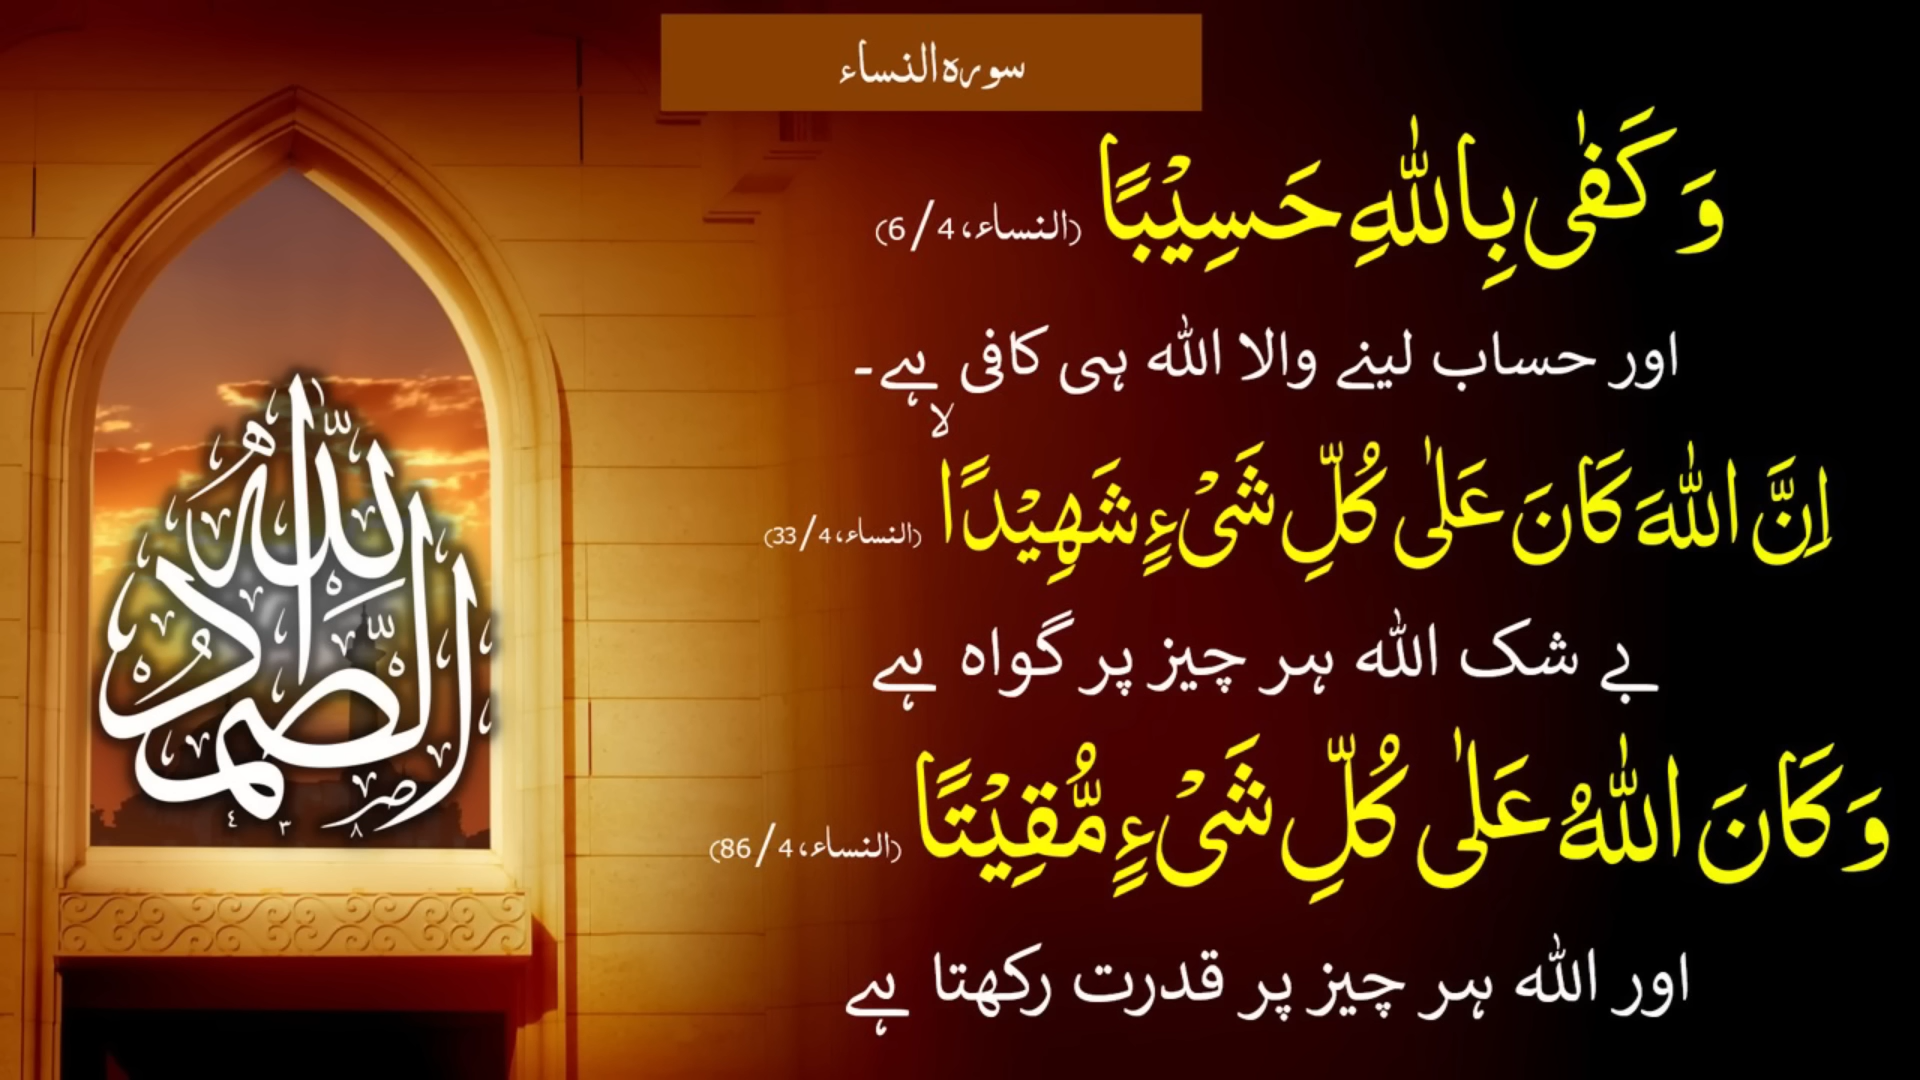 سورہ النساء
وَكَفٰى بِاللّٰهِ حَسِيْبًا (النساء، 4/6)
اور حساب لینے والا اللہ ہی کافی ہے۔
لا
اِنَّ اللّٰهَ كَانَ عَلٰى كُلِّ شَىْءٍ شَهِيْدًا (النساء، 4/33)
بے شک اللہ ہر چیز پر گواہ ہے
وَكَانَ اللّٰهُ عَلٰى كُلِّ شَىْءٍ مُّقِيْتًا (النساء، 4/86)
اور اللہ ہر چیز پر قدرت رکھتا ہے
اللّٰهُ
الصَّمَدُ